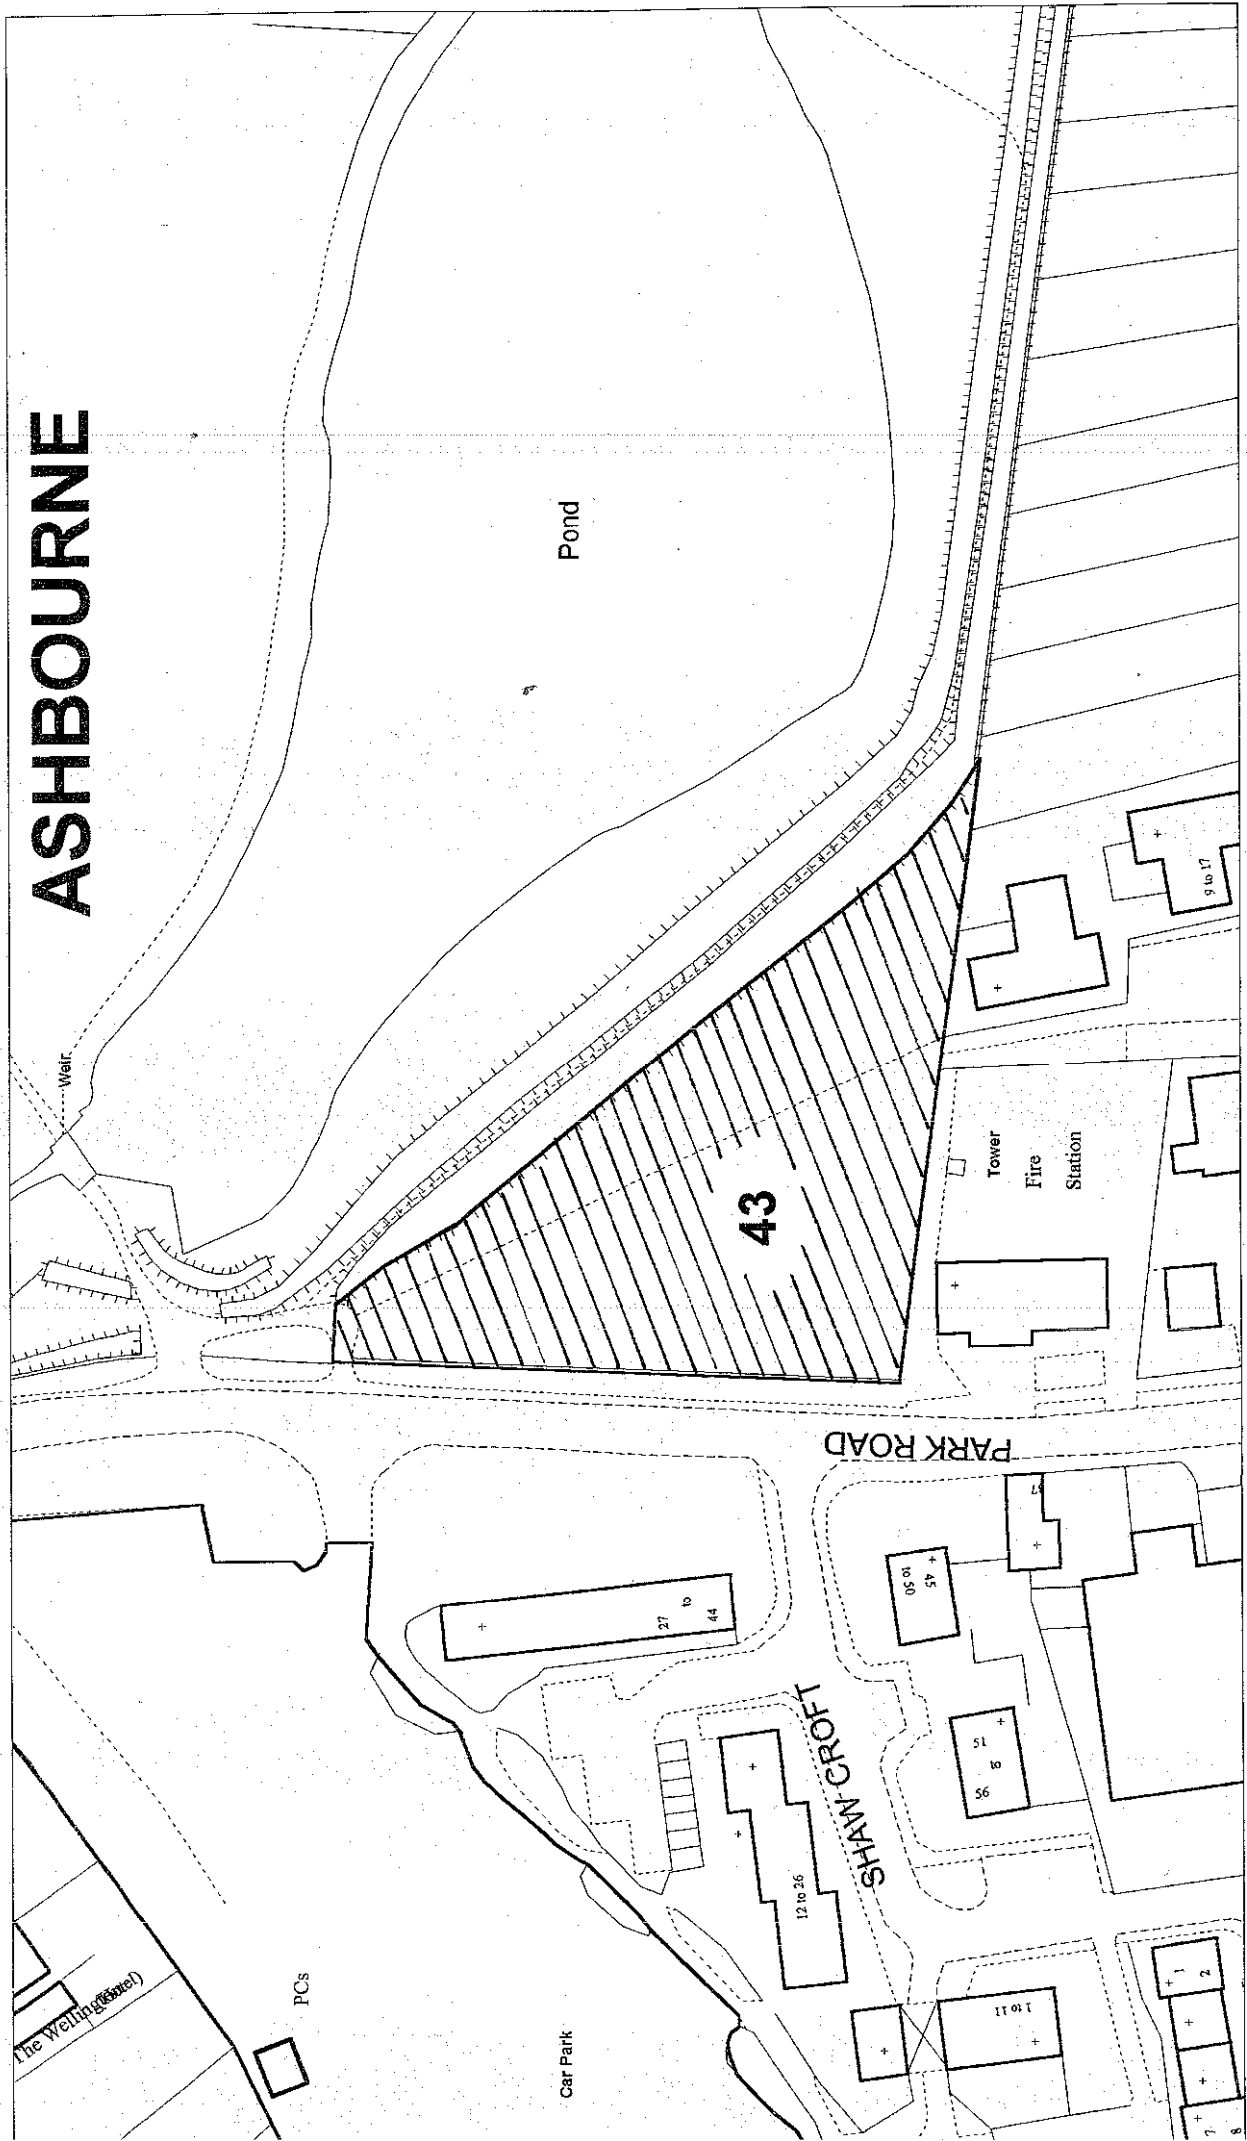 ASHBOURNE
Pond
Weir
43
Tower
Fire
Station
9 to 17
PARK ROAD
27
to
44
45
to 50
57
SHAW CROFT
51
to
56
12 to 26
1 to 11
1
2
7
8
The Wellington
PCs
Car Park